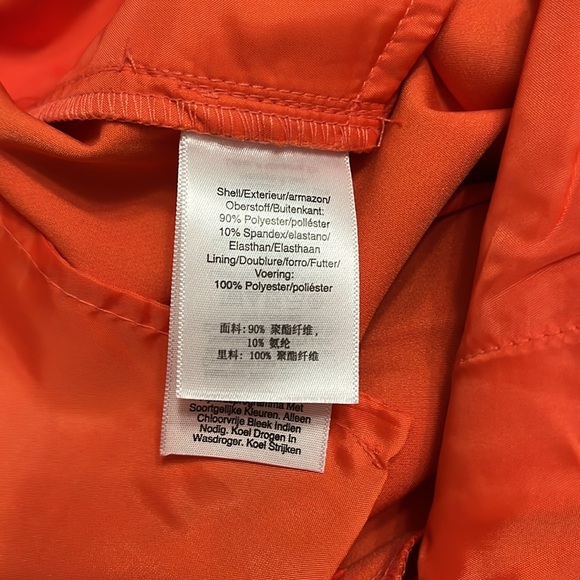 Shell/Exterieur/armazon/
Oberstoff/Buitenkant:
90% Polyester/poliéster
10% Spandex/elastano/
Elasthan/Elasthaan
Lining/Doublure/forro/Futter/
Voering:
100% Polyester/poliéster
面料:90% 聚酯纤维,
10% 氨纶
里料: 100% 聚酯纤维
Met
Soortgelijke Kleuren. Alleen
Chloorvrije Bleek Indien
Nodig. Koel Drogen In
Wasdroger. Koel Strijken